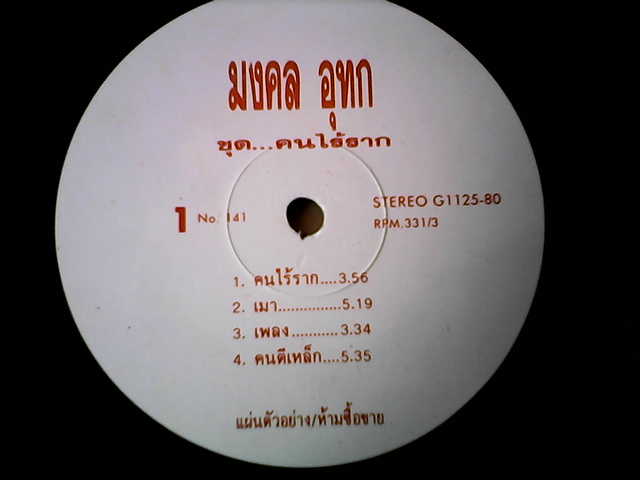 มงคล อุทก
ชุด...คนไร้ราก
1 No. 141
STEREO G1125-80
RPM.331/3
1. คนไร้ราก....3.56
2. เมา...............5.19
3. เพลง...........3.34
4. คนตีเหล็ก....5.35
แผ่นตัวอย่าง/ห้ามซื้อขาย